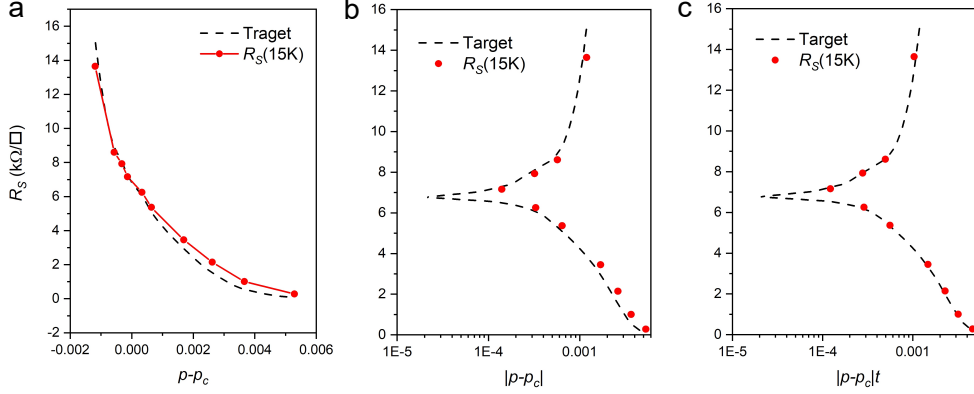 a
16
14
12
10
8
6
4
2
0
-2
-0.002
0.000
0.002
0.004
0.006
R_S (kΩ/□)
p-p_c
Traget
R_S(15K)
b
16
14
12
10
8
6
4
2
0
1E-5
1E-4
0.001
|p-p_c|
Target
R_S(15K)
c
16
14
12
10
8
6
4
2
0
1E-5
1E-4
0.001
|p-p_c|t
Target
R_S(15K)